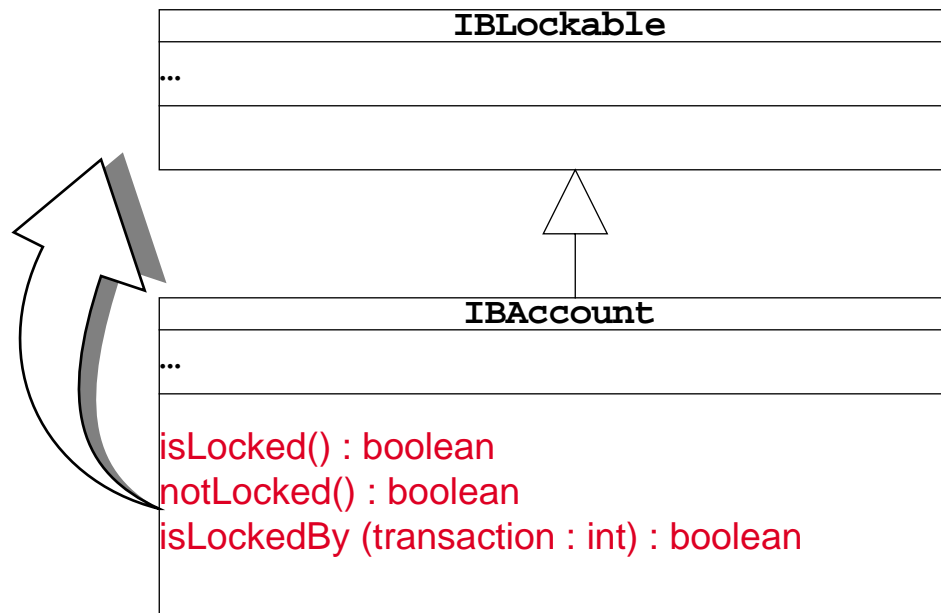 IBLockable
...
IBAccount
...
isLocked() : boolean
notLocked() : boolean
isLockedBy (transaction : int) : boolean